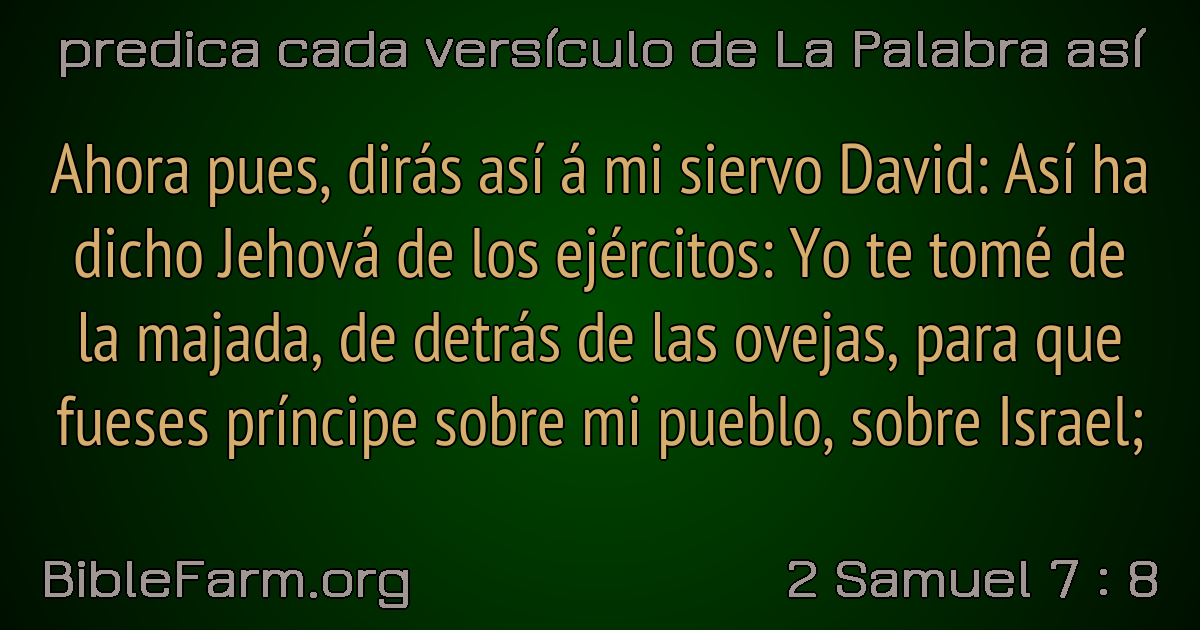 predica cada versículo de La Palabra así
Ahora pues, dirás así á mi siervo David: Así ha
dicho Jehová de los ejércitos: Yo te tomé de
la majada, de detrás de las ovejas, para que
fueses príncipe sobre mi pueblo, sobre Israel;
BibleFarm.org
2 Samuel 7 : 8